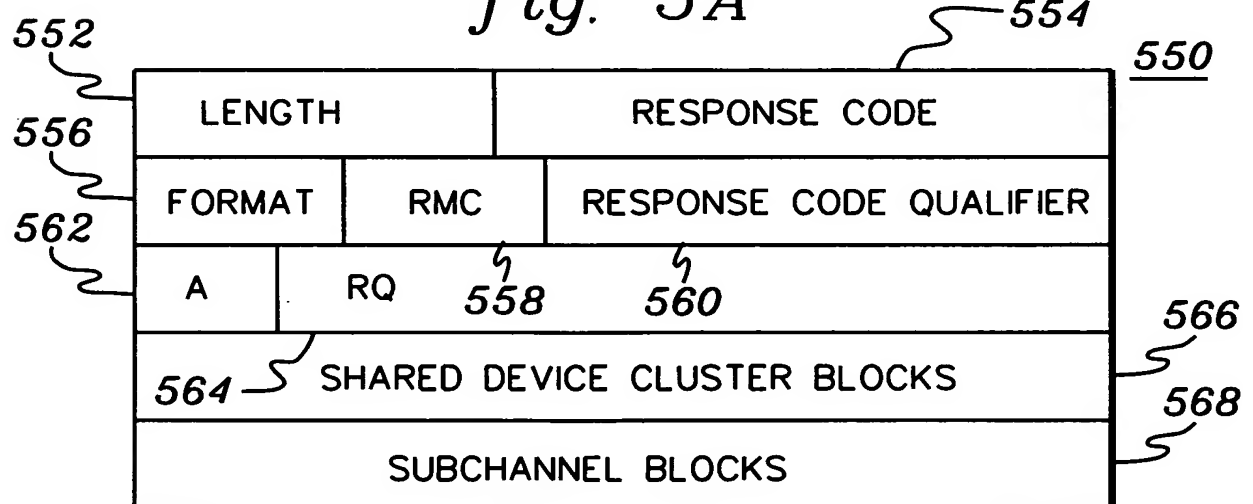 fig. 5A
554
552
550
LENGTH RESPONSE CODE
556
FORMAT RMC RESPONSE CODE QUALIFIER
562
A RQ 558 560
566
564 SHARED DEVICE CLUSTER BLOCKS
568
SUBCHANNEL BLOCKS